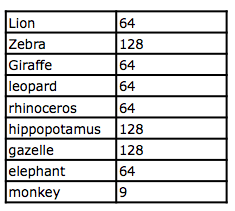 Lion 64
Zebra 128
Giraffe 64
leopard 64
rhinoceros 64
hippopotamus 128
gazelle 128
elephant 64
monkey 9